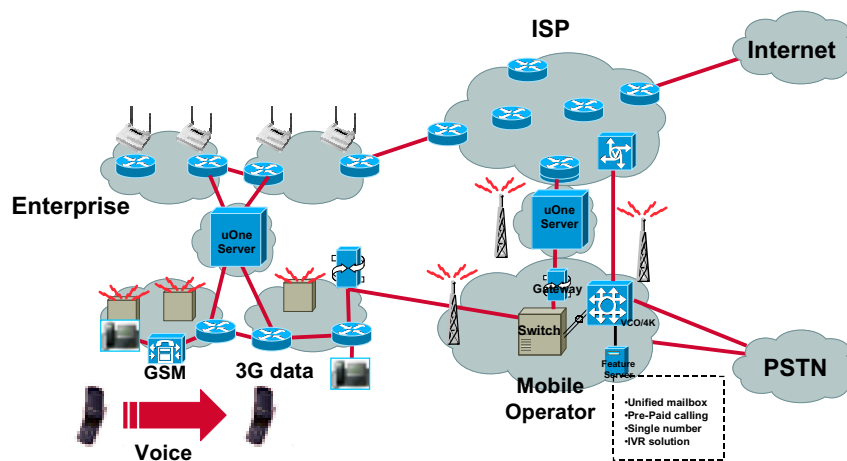 ISP
Internet
Enterprise
uOne
Server
uOne
Server
Gateway
Switch
VCO/4K
Feature
Server
GSM
3G data
Mobile
Operator
PSTN
Voice
•Unified mailbox
•Pre-Paid calling
•Single number
•IVR solution
V